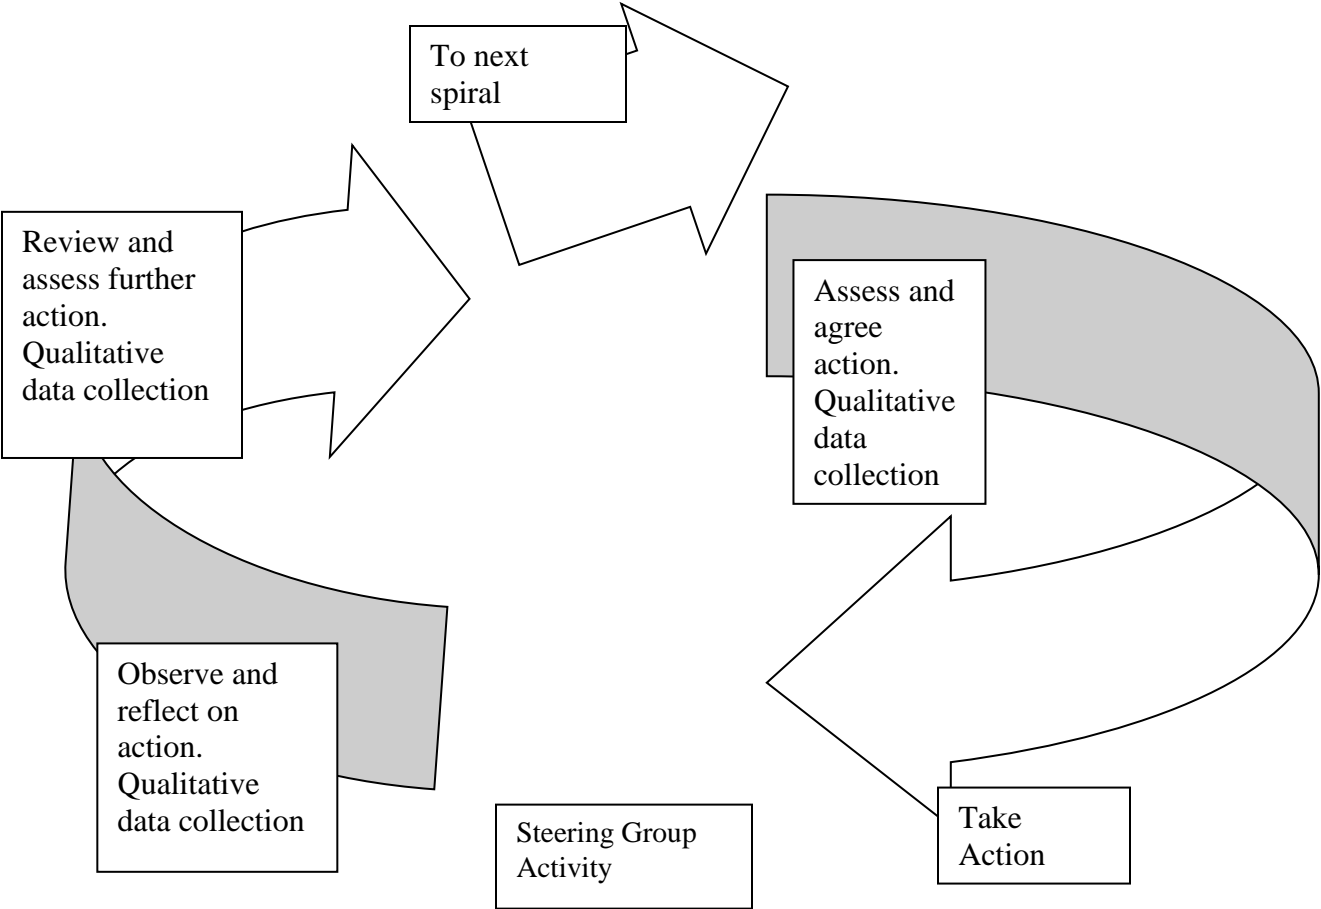 To next
spiral
Review and
assess further
action.
Qualitative
data collection
Assess and
agree
action.
Qualitative
data
collection
Observe and
reflect on
action.
Qualitative
data collection
Steering Group
Activity
Take
Action